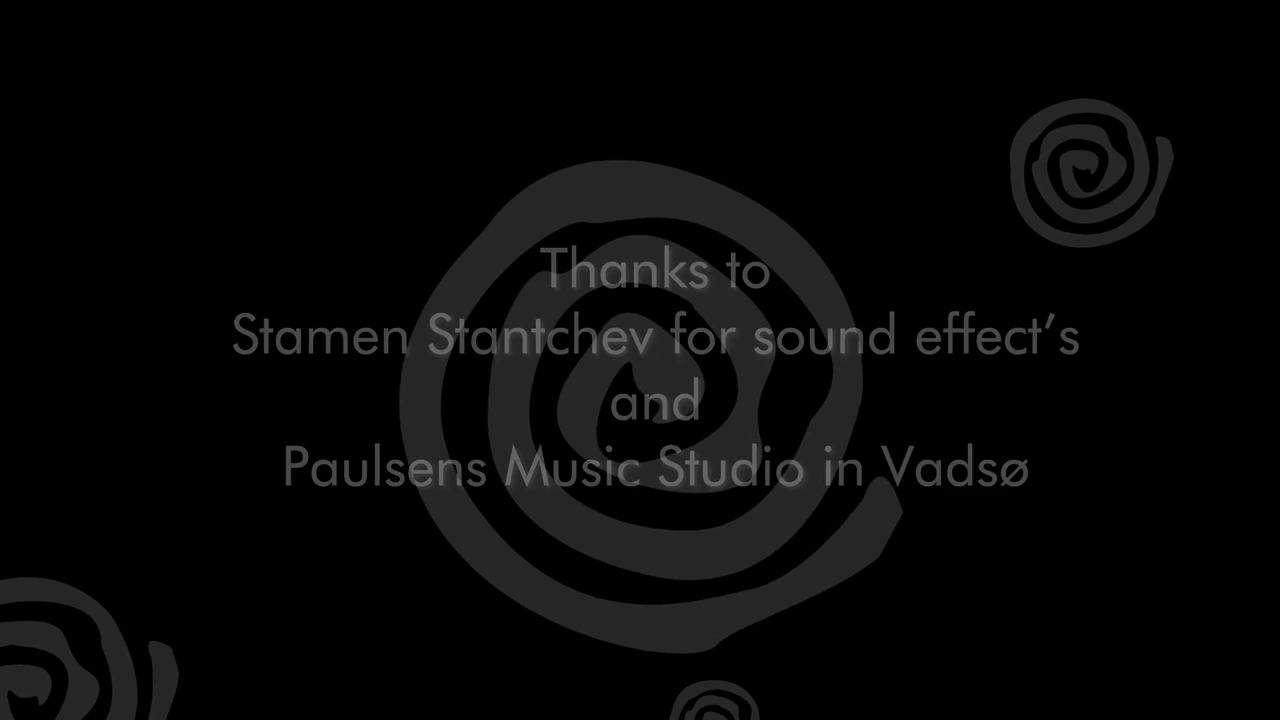 Thanks to
Stamen Stantchev for sound effect’s
and
Paulsens Music Studio in Vadsø